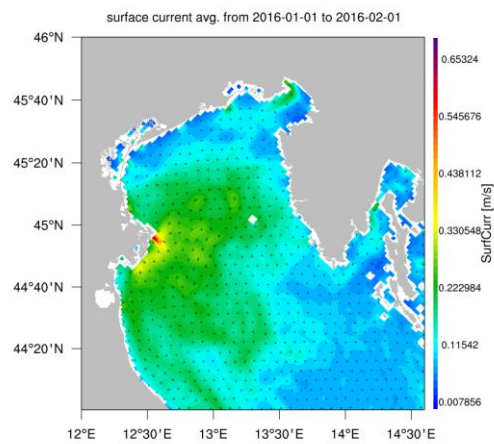 surface current avg. from 2016-01-01 to 2016-02-01
46°N
45°40'N
45°20'N
45°N
44°40'N
44°20'N
12°E
12°30'E
13°E
13°30'E
14°E
14°30'E
0.65324
0.545676
0.438112
0.330548
0.222984
0.11542
0.007856
SurfCurr [m/s]